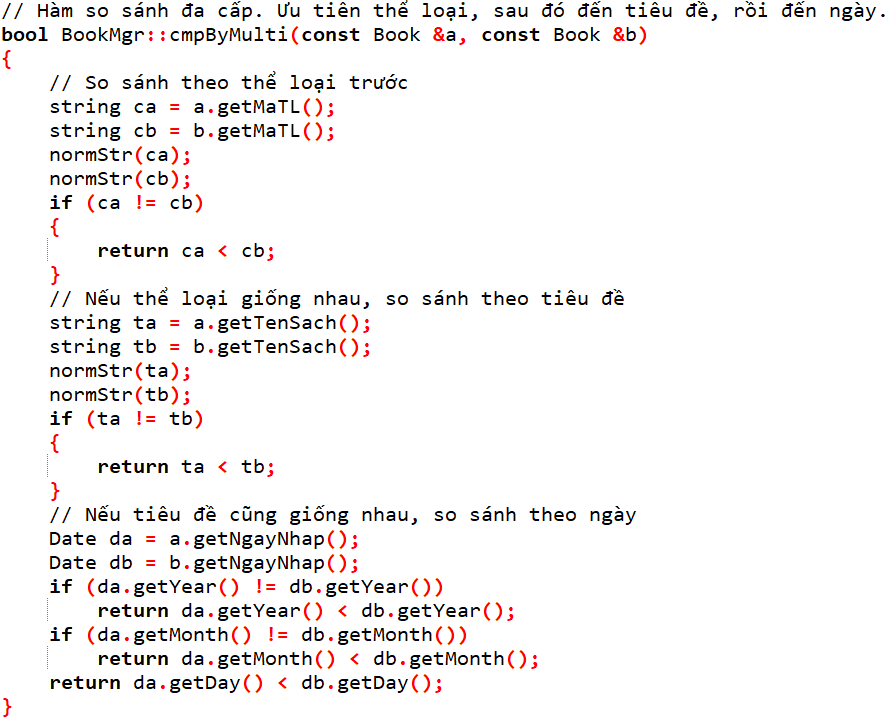 // Hàm so sánh đa cấp. Ưu tiên thể loại, sau đó đến tiêu đề, rồi đến ngày.
bool BookMgr::cmpByMulti(const Book &a, const Book &b)
{
    // So sánh theo thể loại trước
    string ca = a.getMaTL();
    string cb = b.getMaTL();
    normStr(ca);
    normStr(cb);
    if (ca != cb)
    {
        return ca < cb;
    }
    // Nếu thể loại giống nhau, so sánh theo tiêu đề
    string ta = a.getTenSach();
    string tb = b.getTenSach();
    normStr(ta);
    normStr(tb);
    if (ta != tb)
    {
        return ta < tb;
    }
    // Nếu tiêu đề cũng giống nhau, so sánh theo ngày
    Date da = a.getNgayNhap();
    Date db = b.getNgayNhap();
    if (da.getYear() != db.getYear())
        return da.getYear() < db.getYear();
    if (da.getMonth() != db.getMonth())
        return da.getMonth() < db.getMonth();
    return da.getDay() < db.getDay();
}